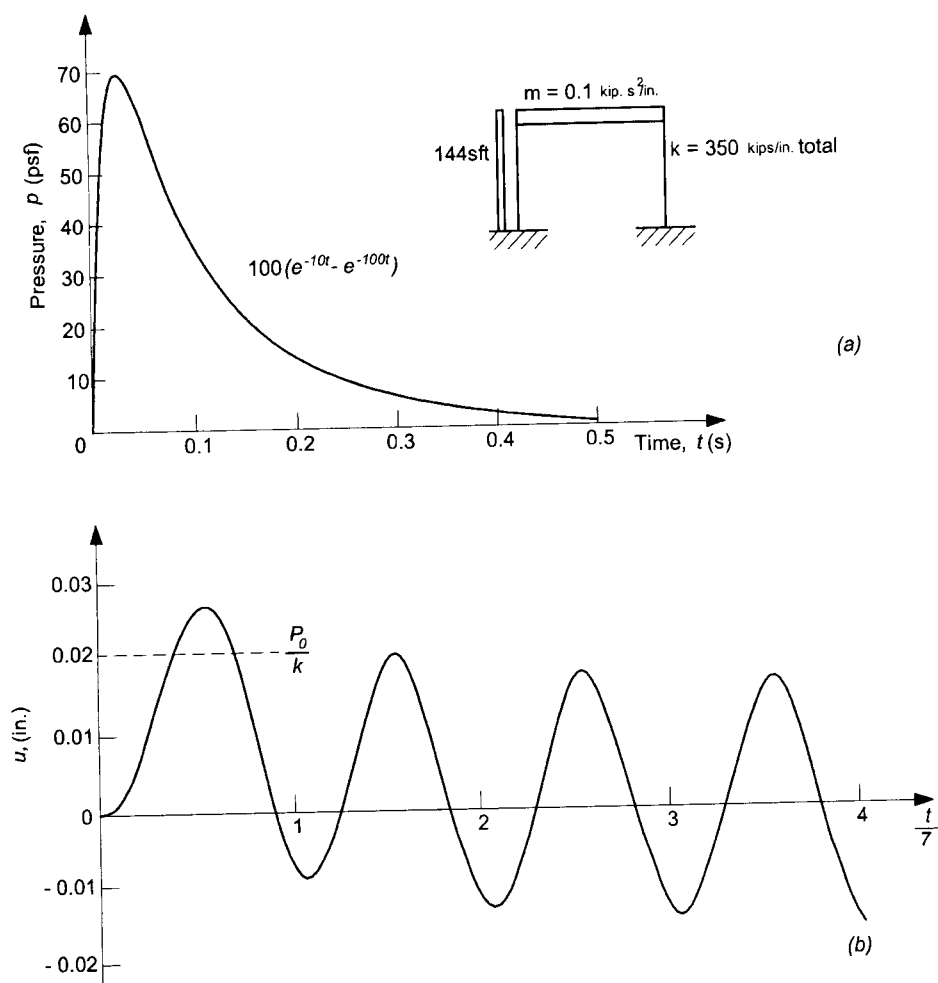 70
60
50
40
30
20
10
0
Pressure, p (psf)
100(e^-10t - e^-100t)
0.1
0.2
0.3
0.4
0.5
Time, t (s)
m = 0.1 kip. s²/in.
144sft
k = 350 kips/in. total
(a)
0.03
0.02
0.01
0
- 0.01
- 0.02
u, (in.)
P₀
k
1
2
3
4
t
7
(b)